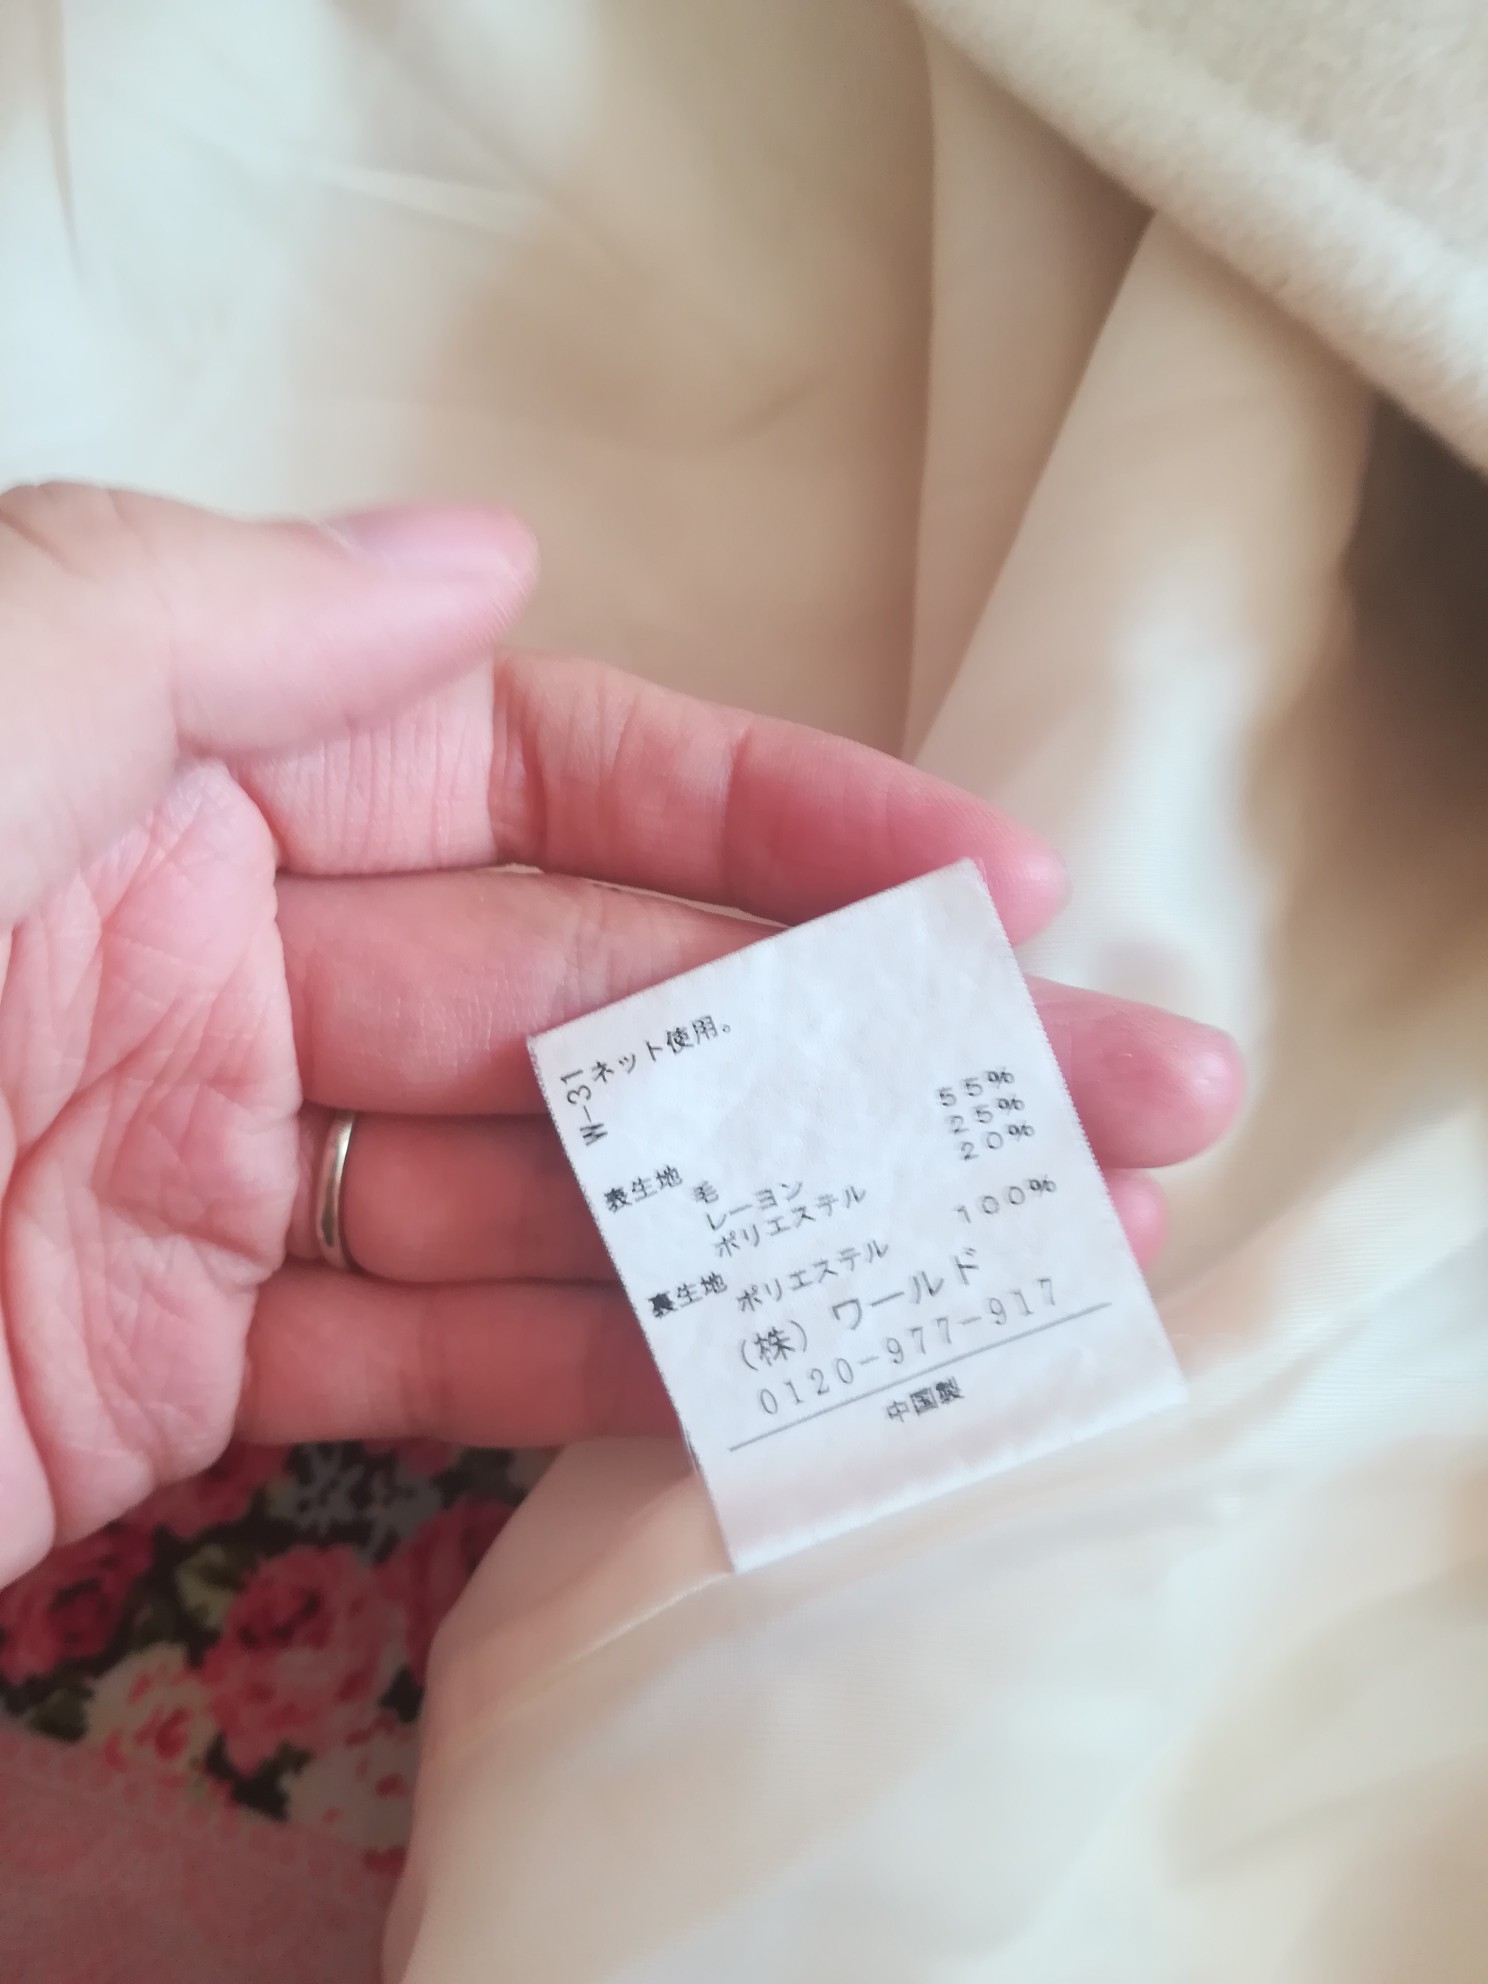 ネット使用。
W-31
表生地
毛 55%
レーヨン 25%
ポリエステル 20%
裏生地
ポリエステル 100%
(株) ワールド
0120-977-917
中国製